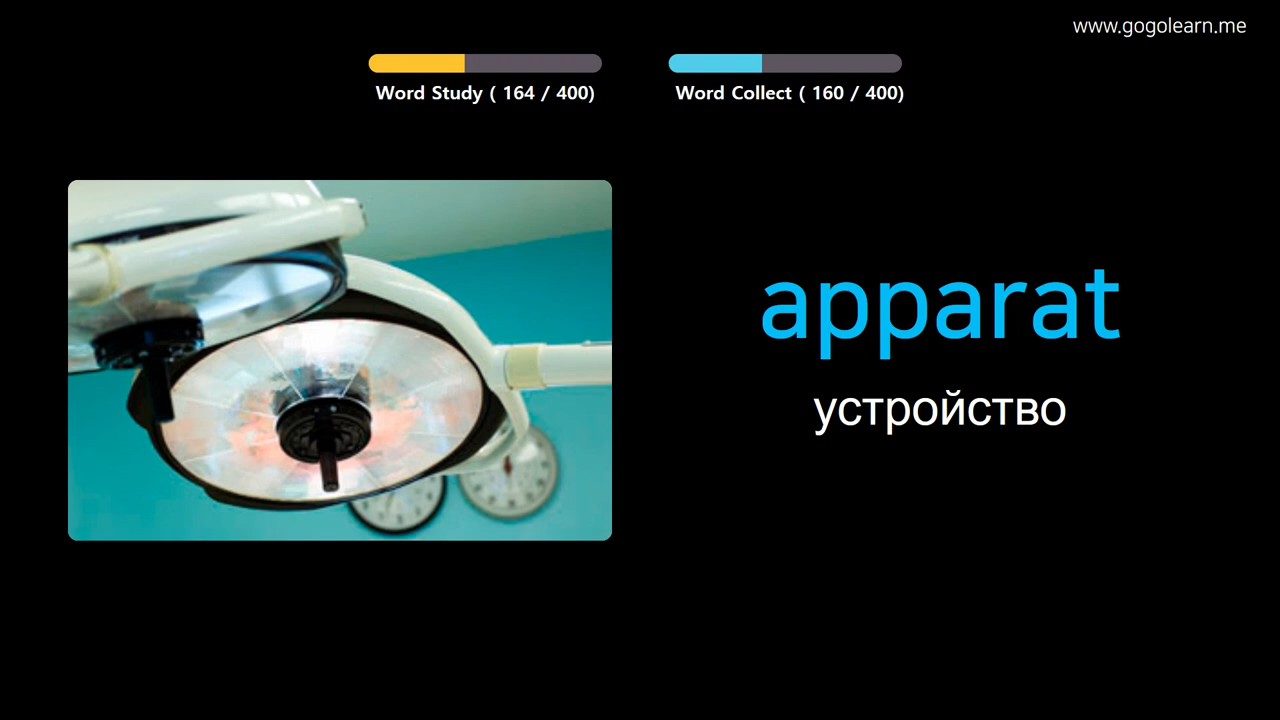 www.gogolearn.me
Word Study ( 164 / 400)
Word Collect ( 160 / 400)
apparat
устройство